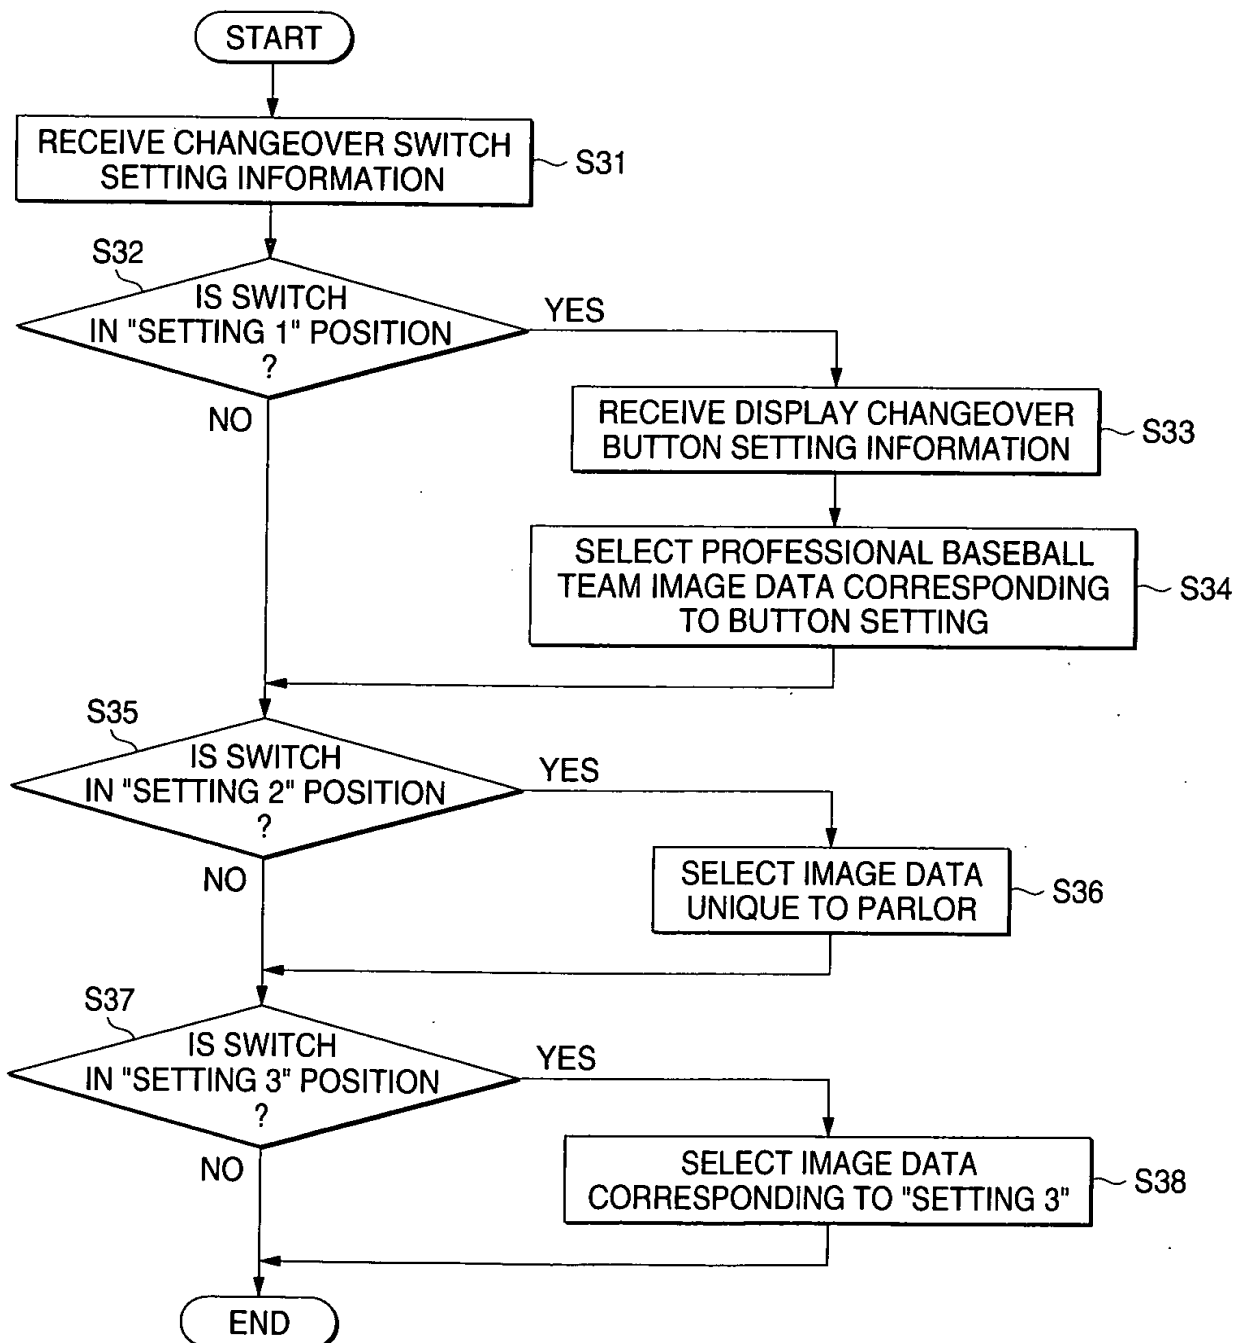 START
RECEIVE CHANGEOVER SWITCH
SETTING INFORMATION
S31
S32
IS SWITCH
IN "SETTING 1" POSITION
?
YES
NO
RECEIVE DISPLAY CHANGEOVER
BUTTON SETTING INFORMATION
S33
SELECT PROFESSIONAL BASEBALL
TEAM IMAGE DATA CORRESPONDING
TO BUTTON SETTING
S34
S35
IS SWITCH
IN "SETTING 2" POSITION
?
YES
NO
SELECT IMAGE DATA
UNIQUE TO PARLOR
S36
S37
IS SWITCH
IN "SETTING 3" POSITION
?
YES
NO
SELECT IMAGE DATA
CORRESPONDING TO "SETTING 3"
S38
END